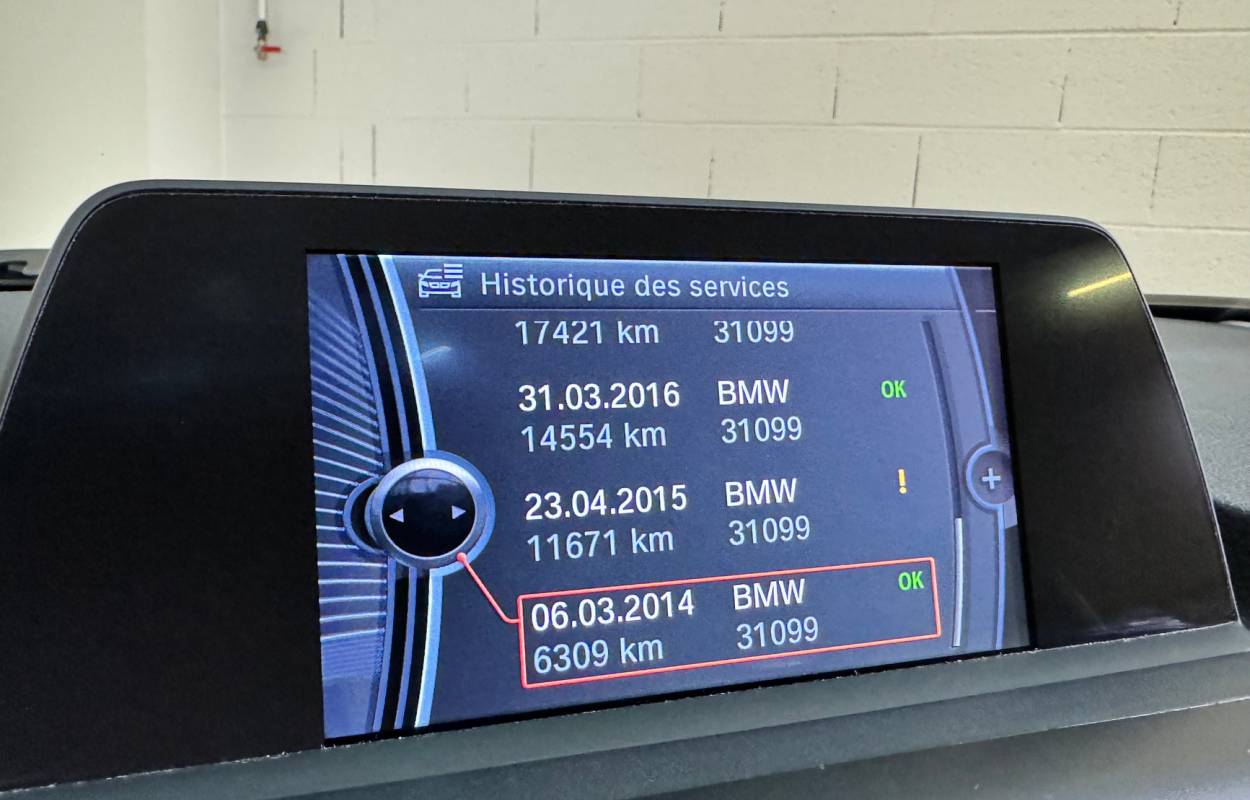 Historique des services
17421 km 31099
31.03.2016 BMW OK
14554 km 31099
23.04.2015 BMW !
11671 km 31099
06.03.2014 BMW OK
6309 km 31099